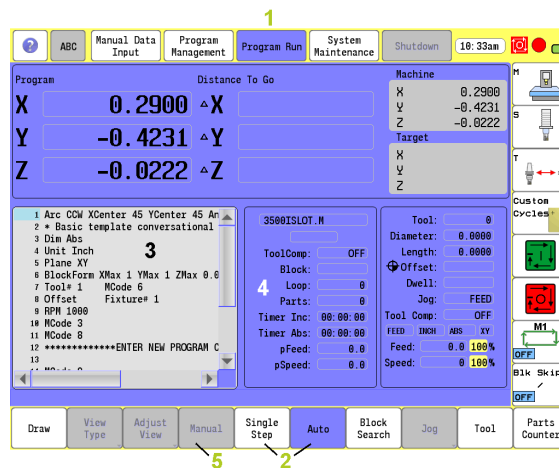 1
?
ABC
Manual Data Input
Program Management
Program Run
System Maintenance
Shutdown
10:33am
Program
Distance To Go
X 0.2900 X
Y -0.4231 Y
Z -0.0222 Z
Machine
X 0.2900
Y -0.4231
Z -0.0222
Target
X
Y
Z
M
S
T
Custom Cycles
1 Arc CCW XCenter 45 YCenter 45 An
2 * Basic template conversational
3 Dim Abs
4 Unit Inch
5 Plane XY
6 BlockForm XMax 1 YMax 1 ZMax 0.0
7 Tool# 1 MCode 6
8 Offset Fixture# 1
9 RPM 1000
10 MCode 3
11 MCode 8
12 *************ENTER NEW PROGRAM C
13
3
3500ISLOT.M
ToolComp: OFF
Block:
Loop: 0
Parts: 0
Timer Inc: 00:00:00
Timer Abs: 00:00:00
pFeed: 0.0
pSpeed: 0.0
4
Tool: 0
Diameter: 0.0000
Length: 0.0000
Offset:
Dwell:
Jog: FEED
Tool Comp: OFF
FEED INCH ABS XY
Feed: 0.0 100%
Speed: 0 100%
I
O
M1
OFF
Blk Skip
/
OFF
Draw
View Type
Adjust View
Manual
Single Step
Auto
Block Search
Jog
Tool
Parts Counter
5
2